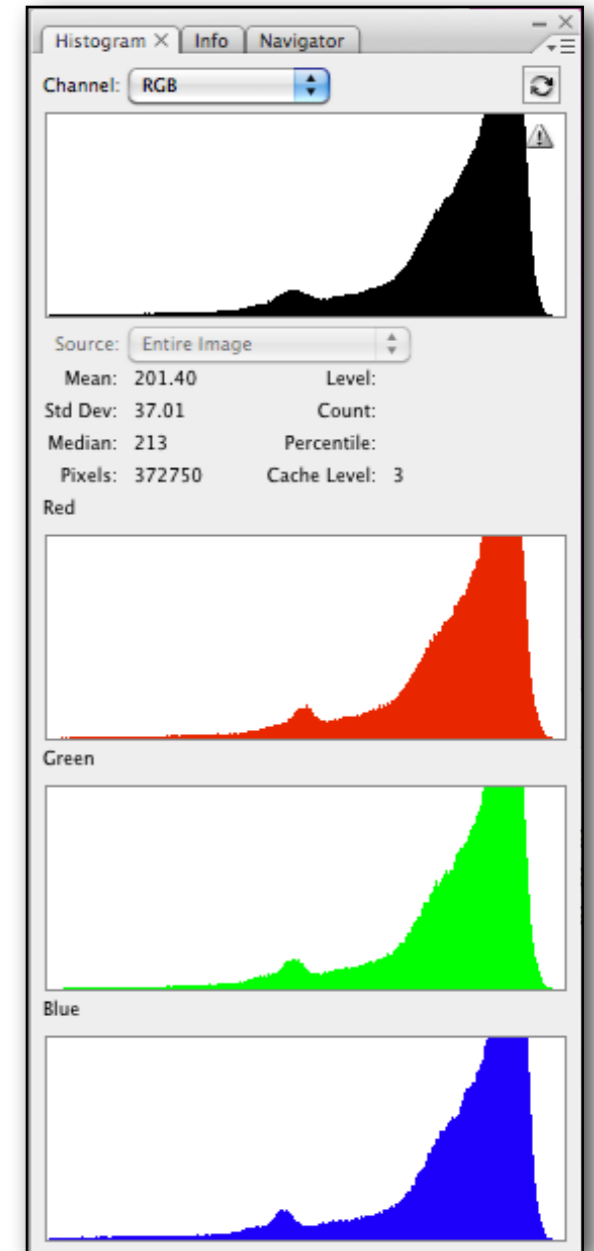 Histogram Info Navigator
Channel: RGB
Source: Entire Image
Mean: 201.40 Level:
Std Dev: 37.01 Count:
Median: 213 Percentile:
Pixels: 372750 Cache Level: 3
Red
Green
Blue